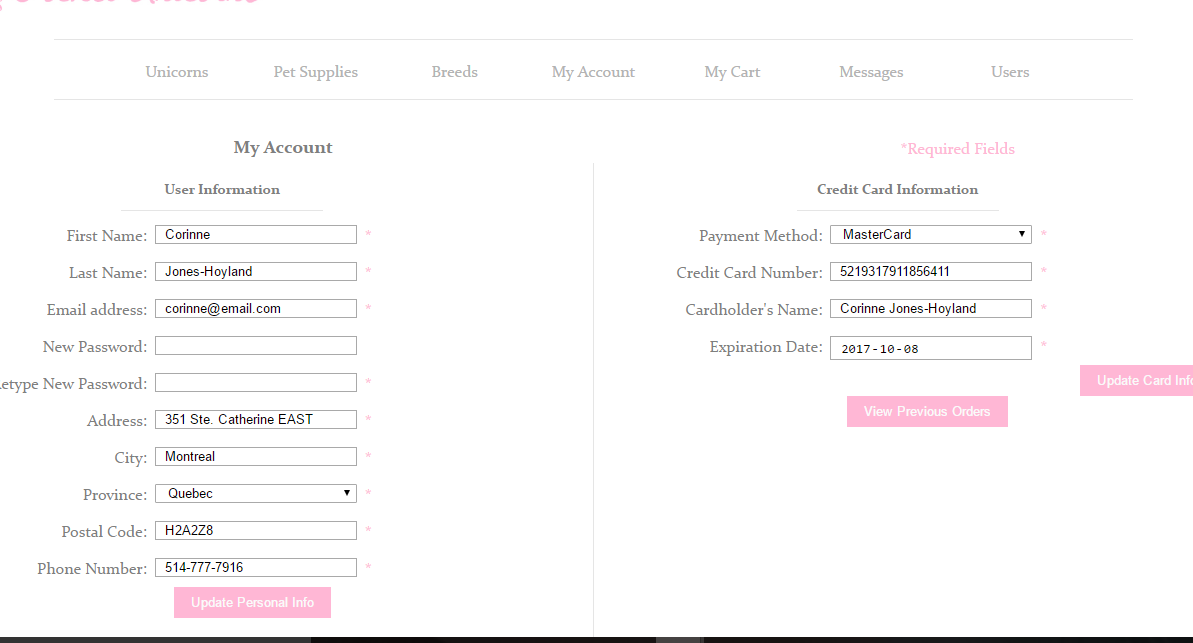 Unicorns Pet Supplies Breeds My Account My Cart Messages Users
My Account
*Required Fields
User Information
First Name: Corinne *
Last Name: Jones-Hoyland *
Email address: corinne@email.com *
New Password:
etype New Password: *
Address: 351 Ste. Catherine EAST *
City: Montreal *
Province: Quebec *
Postal Code: H2A2Z8 *
Phone Number: 514-777-7916 *
Update Personal Info
Credit Card Information
Payment Method: MasterCard *
Credit Card Number: 5219317911856411 *
Cardholder's Name: Corinne Jones-Hoyland *
Expiration Date: 2017-10-08 *
Update Card Info
View Previous Orders